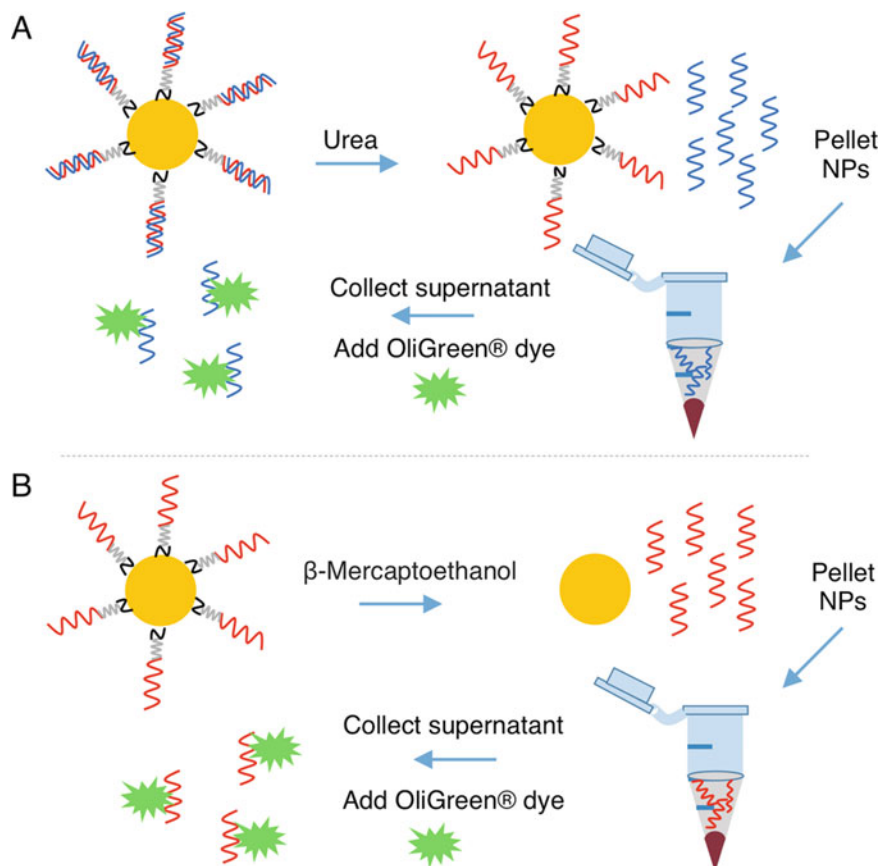 A
Urea
Pellet
NPs
Collect supernatant
Add OliGreen® dye
B
β-Mercaptoethanol
Pellet
NPs
Collect supernatant
Add OliGreen® dye